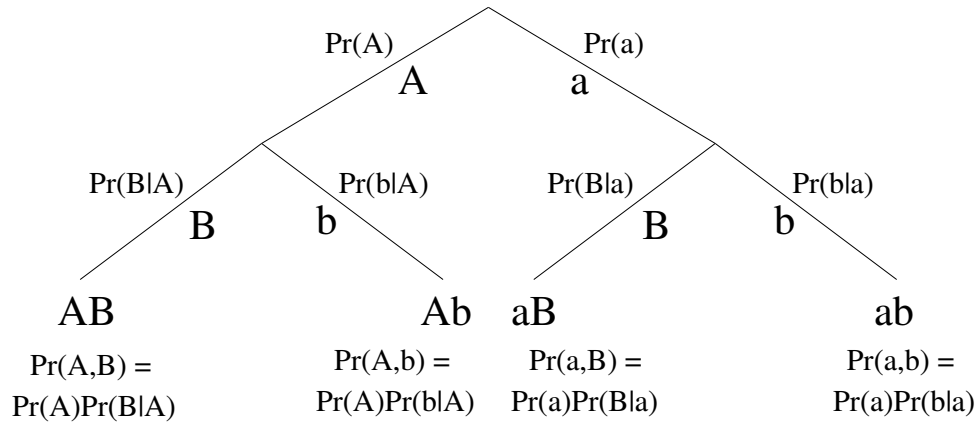 Pr(A)
Pr(a)
A
a
Pr(B|A)
Pr(b|A)
Pr(B|a)
Pr(b|a)
B
b
B
b
AB
Ab
aB
ab
Pr(A,B) =
Pr(A)Pr(B|A)
Pr(A,b) =
Pr(A)Pr(b|A)
Pr(a,B) =
Pr(a)Pr(B|a)
Pr(a,b) =
Pr(a)Pr(b|a)